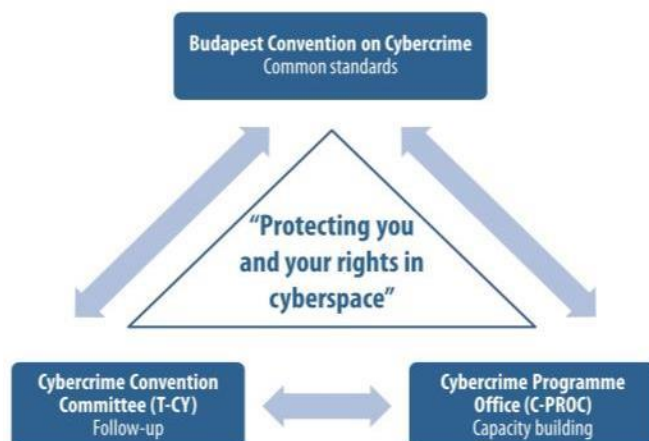 Budapest Convention on Cybercrime
Common standards
“Protecting you
and your rights in
cyberspace”
Cybercrime Convention
Committee (T-CY)
Follow-up
Cybercrime Programme
Office (C-PROC)
Capacity building